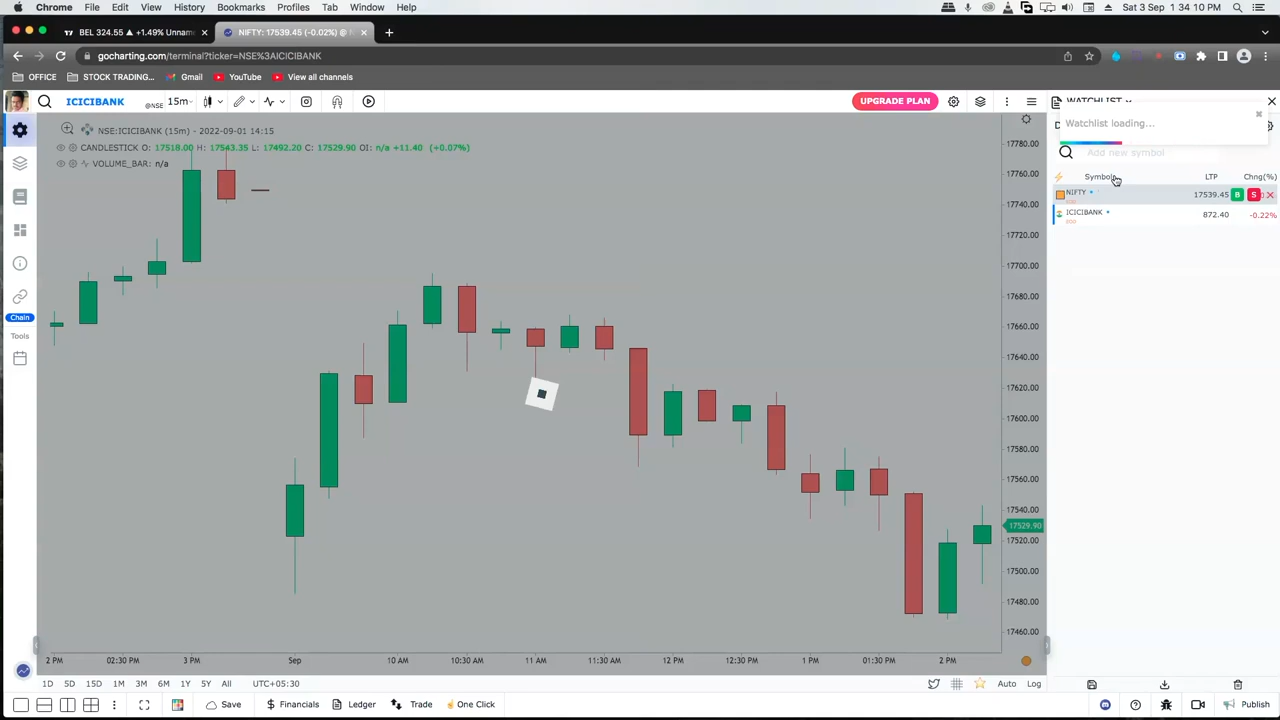 Chrome File Edit View History Bookmarks Profiles Tab Window Help Sat 3 Sep 1:34:10 PM
BEL 324.55 ▲ +1.49% Unnam
NIFTY: 17539.45 (-0.02%) @ N
gocharting.com/terminal?ticker=NSE%3AICICIBANK
OFFICE STOCK TRADING... Gmail YouTube View all channels
ICICIBANK @NSE 15m UPGRADE PLAN WATCHLIST
Watchlist loading...
NSE:ICICIBANK (15m) - 2022-09-01 14:15
CANDLESTICK O: 17518.00 H: 17543.35 L: 17492.20 C: 17529.90 OI: n/a +11.40 (+0.07%)
VOLUME_BAR: n/a
Add new symbol
Symbol LTP Chng(%)
NIFTY 17539.45 B S
ICICIBANK 872.40 -0.22%
17780.00
17760.00
17740.00
17720.00
17700.00
17680.00
17660.00
17640.00
17620.00
17600.00
17580.00
17560.00
17540.00
17529.90
17520.00
17500.00
17480.00
17460.00
Chain
Tools
2 PM 02:30 PM 3 PM Sep 10 AM 10:30 AM 11 AM 11:30 AM 12 PM 12:30 PM 1 PM 01:30 PM 2 PM
1D 5D 15D 1M 3M 6M 1Y 5Y All UTC+05:30 Auto Log
Save Financials Ledger Trade One Click Publish